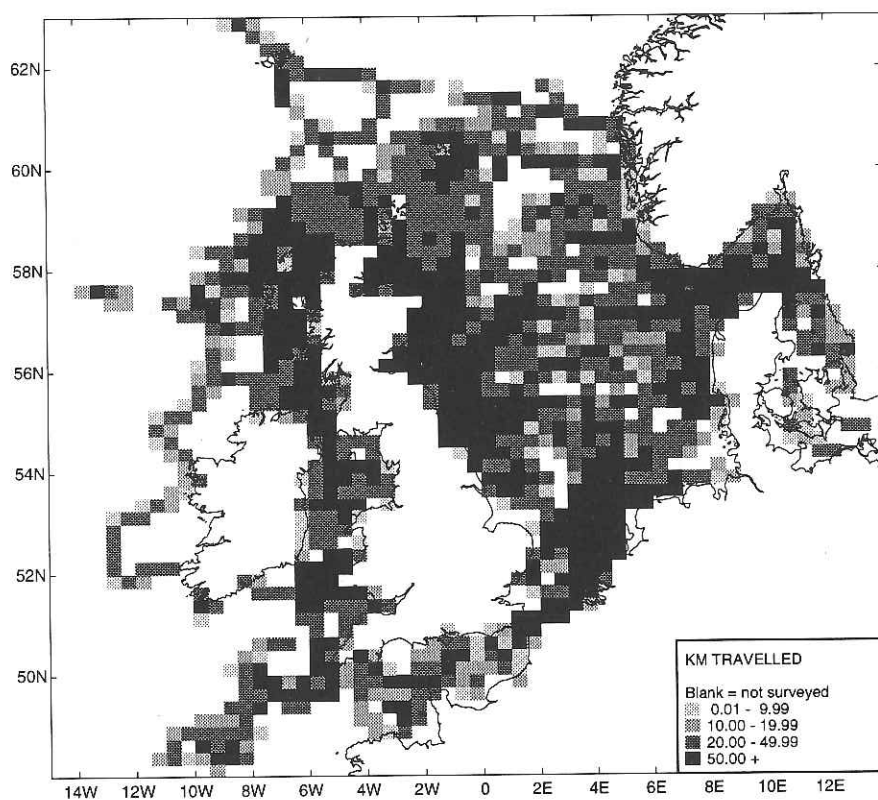 62N
60N
58N
56N
54N
52N
50N
KM TRAVELLED
Blank = not surveyed
0.01 - 9.99
10.00 - 19.99
20.00 - 49.99
50.00 +
14W 12W 10W 8W 6W 4W 2W 0 2E 4E 6E 8E 10E 12E